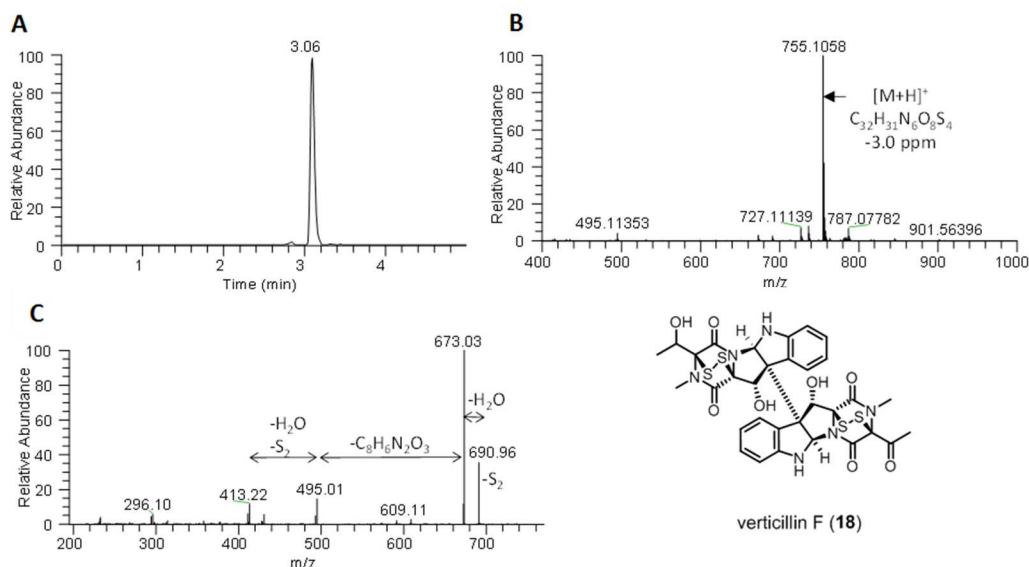 A
3.06
100
80
60
40
20
0
Relative Abundance
0 1 2 3 4
Time (min)
B
755.1058
100
80
60
40
20
0
Relative Abundance
[M+H]⁺
C₃₂H₃₁N₆O₈S₄
-3.0 ppm
495.11353
727.11139
787.07782
901.56396
400 500 600 700 800 900 1000
m/z
C
673.03
100
80
60
40
20
0
Relative Abundance
-H₂O
-H₂O
-S₂
-C₈H₆N₂O₃
690.96
-S₂
413.22
495.01
296.10
609.11
200 300 400 500 600 700
m/z
OH O H N H
S N
N S
O OH
OH O
N
S S
N
N H H O O
verticillin F (18)